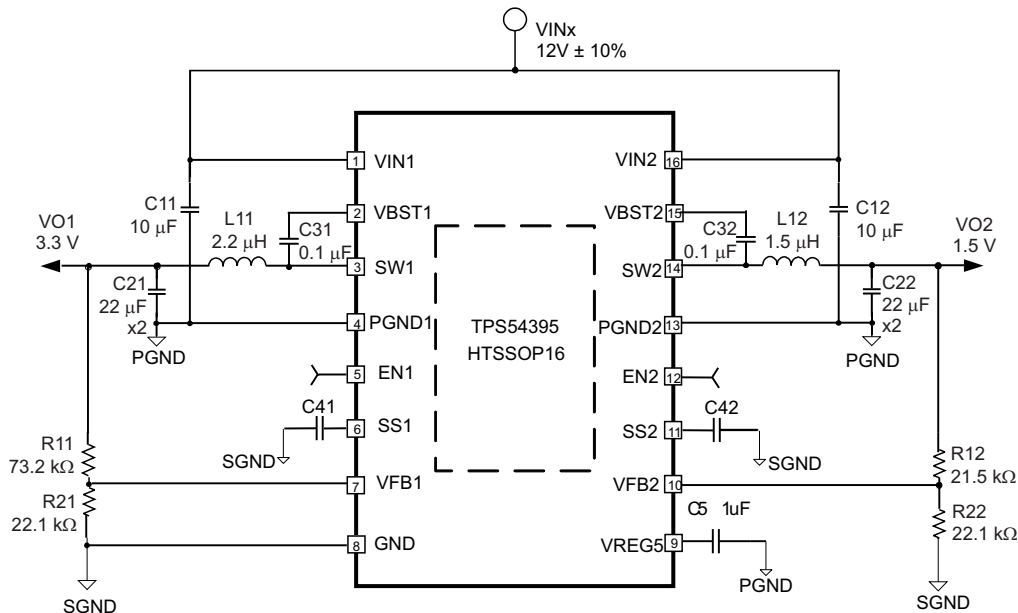 VINx
12V ± 10%
1
VIN1
VIN2
16
C11
10 μF
2
VBST1
VBST2
15
C12
10 μF
VO1
3.3 V
L11
2.2 μH
C31
0.1 μF
C32
0.1 μF
L12
1.5 μH
VO2
1.5 V
3
SW1
SW2
14
C21
22 μF
x2
PGND
4
PGND1
PGND2
13
C22
22 μF
x2
PGND
TPS54395
HTSSOP16
5
EN1
EN2
12
C41
6
SS1
SGND
SS2
11
C42
SGND
R11
73.2 kΩ
7
VFB1
VFB2
10
R12
21.5 kΩ
R21
22.1 kΩ
C5 1uF
R22
22.1 kΩ
8
GND
VREG5
9
PGND
SGND
SGND